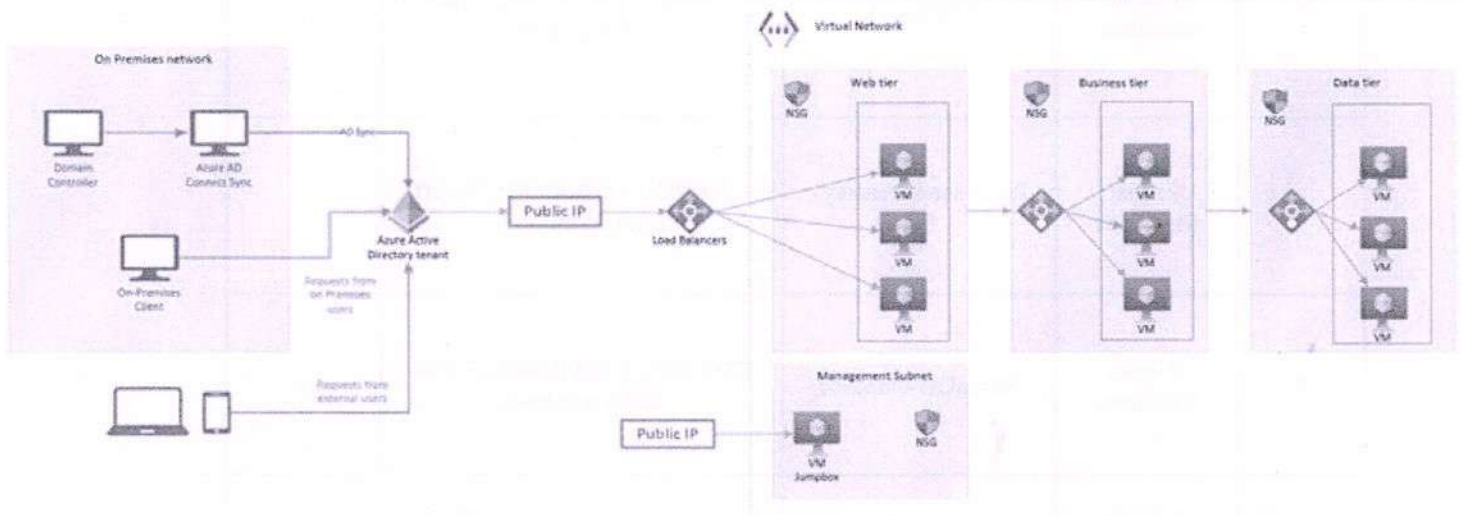 Virtual Network
On Premises network
Domain
Controller
Azure AD
Connect Sync
AD Sync
On-Premises
Client
Azure Active
Directory tenant
Requests from
on Premises
users
Requests from
external users
Public IP
Load Balancers
Web tier
NSG
VM
VM
VM
Business tier
NSG
VM
VM
VM
Data tier
NSG
VM
VM
VM
Management Subnet
Public IP
VM
Jumpbox
NSG